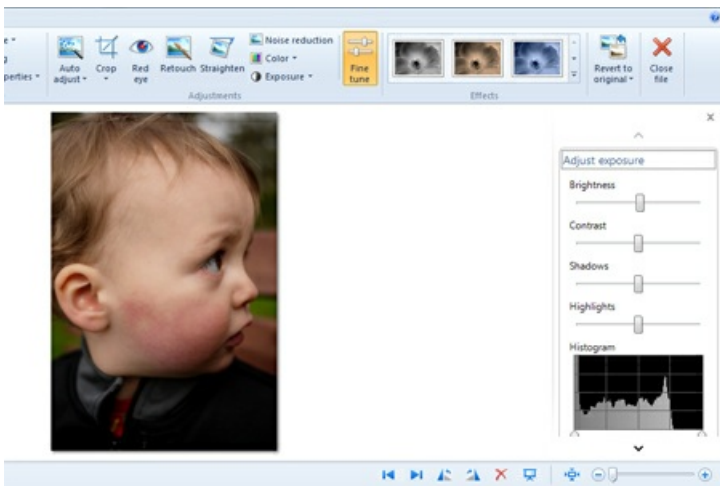 perties
Auto
adjust
Crop
Red
eye
Retouch
Straighten
Noise reduction
Color
Exposure
Fine
tune
Revert to
original
Close
file
Adjustments
Effects
Adjust exposure
Brightness
Contrast
Shadows
Highlights
Histogram